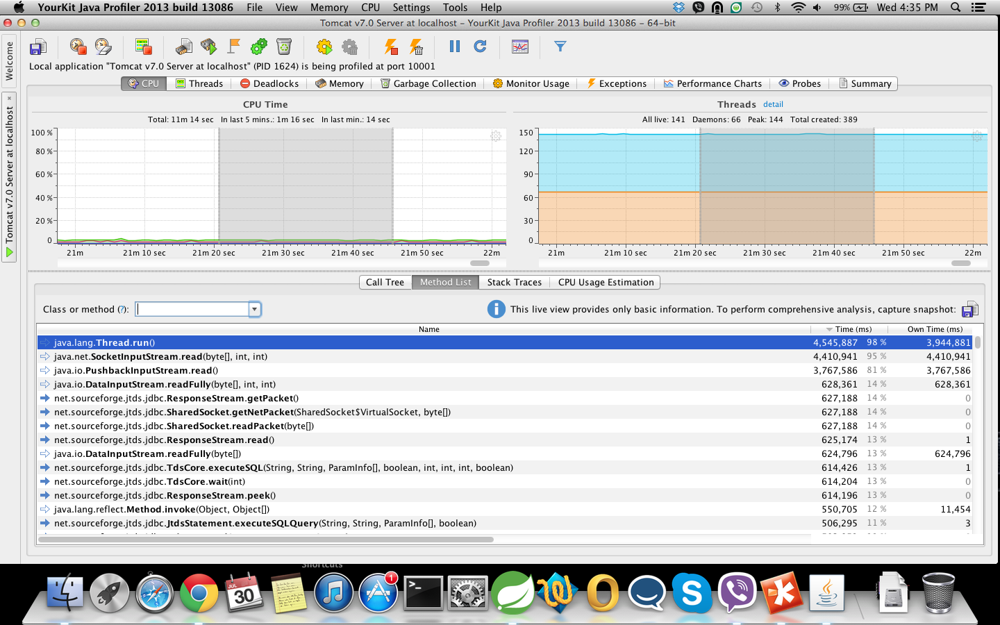 YourKit Java Profiler 2013 build 13086 File View Memory CPU Settings Tools Help 99% Wed 4:35 PM
Tomcat v7.0 Server at localhost - YourKit Java Profiler 2013 build 13086 - 64-bit
Welcome
Tomcat v7.0 Server at localhost
Local application "Tomcat v7.0 Server at localhost" (PID 1624) is being profiled at port 10001
CPU Threads Deadlocks Memory Garbage Collection Monitor Usage Exceptions Performance Charts Probes Summary
CPU Time
Total: 11m 14 sec In last 5 mins.: 1m 16 sec In last min.: 14 sec
100 %
80 %
60 %
40 %
20 %
0
21m 21m 10 sec 21m 20 sec 21m 30 sec 21m 40 sec 21m 50 sec 22m
Threads detail
All live: 141 Daemons: 66 Peak: 144 Total created: 389
150
120
90
60
30
0
21m 21m 10 sec 21m 20 sec 21m 30 sec 21m 40 sec 21m 50 sec 22m
Call Tree Method List Stack Traces CPU Usage Estimation
Class or method (?): This live view provides only basic information. To perform comprehensive analysis, capture snapshot:
Name Time (ms) Own Time (ms)
java.lang.Thread.run() 4,545,887 98 % 3,944,881
java.net.SocketInputStream.read(byte[], int, int) 4,410,941 95 % 4,410,941
java.io.PushbackInputStream.read() 3,767,586 81 % 3,767,586
java.io.DataInputStream.readFully(byte[], int, int) 628,361 14 % 628,361
net.sourceforge.jtds.jdbc.ResponseStream.getPacket() 627,188 14 % 0
net.sourceforge.jtds.jdbc.SharedSocket.getNetPacket(SharedSocket$VirtualSocket, byte[]) 627,188 14 % 0
net.sourceforge.jtds.jdbc.SharedSocket.readPacket(byte[]) 627,188 14 % 0
net.sourceforge.jtds.jdbc.ResponseStream.read() 625,174 13 % 1
java.io.DataInputStream.readFully(byte[]) 624,796 13 % 624,796
net.sourceforge.jtds.jdbc.TdsCore.executeSQL(String, String, ParamInfo[], boolean, int, int, int, boolean) 614,426 13 % 1
net.sourceforge.jtds.jdbc.TdsCore.wait(int) 614,204 13 % 0
net.sourceforge.jtds.jdbc.ResponseStream.peek() 614,196 13 % 0
java.lang.reflect.Method.invoke(Object, Object[]) 550,705 12 % 11,454
net.sourceforge.jtds.jdbc.JtdsStatement.executeSQLQuery(String, String, ParamInfo[], boolean) 506,295 11 % 3
Shortcuts
JUL
30
1